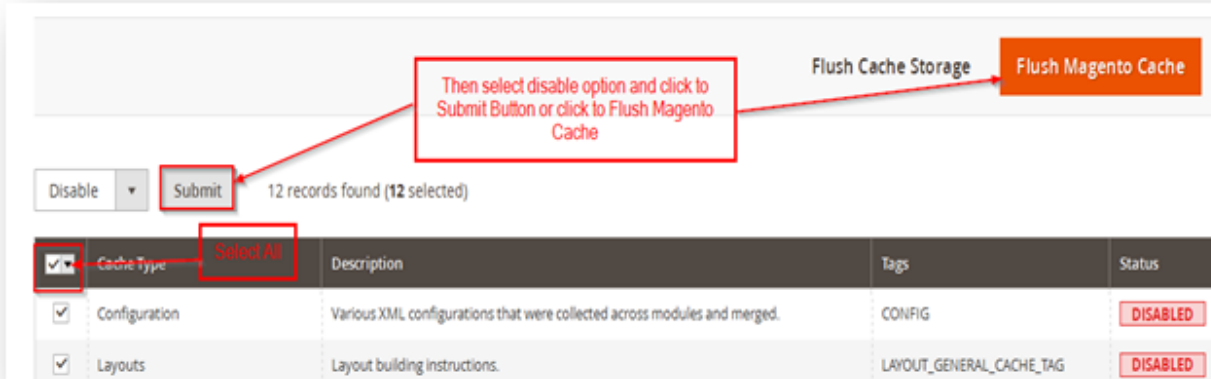 Flush Cache Storage
Flush Magento Cache
Then select disable option and click to
Submit Button or click to Flush Magento
Cache
Disable
Submit
12 records found (12 selected)
Select All
Cache Type
Description
Tags
Status
Configuration
Various XML configurations that were collected across modules and merged.
CONFIG
DISABLED
Layouts
Layout building instructions.
LAYOUT_GENERAL_CACHE_TAG
DISABLED